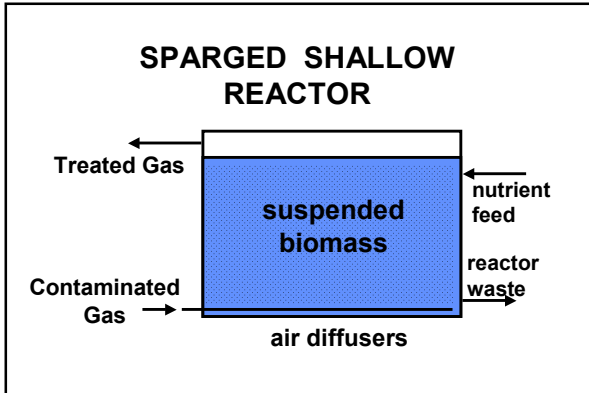 SPARGED SHALLOW
REACTOR
Treated Gas
nutrient
feed
suspended
biomass
reactor
waste
Contaminated
Gas
air diffusers